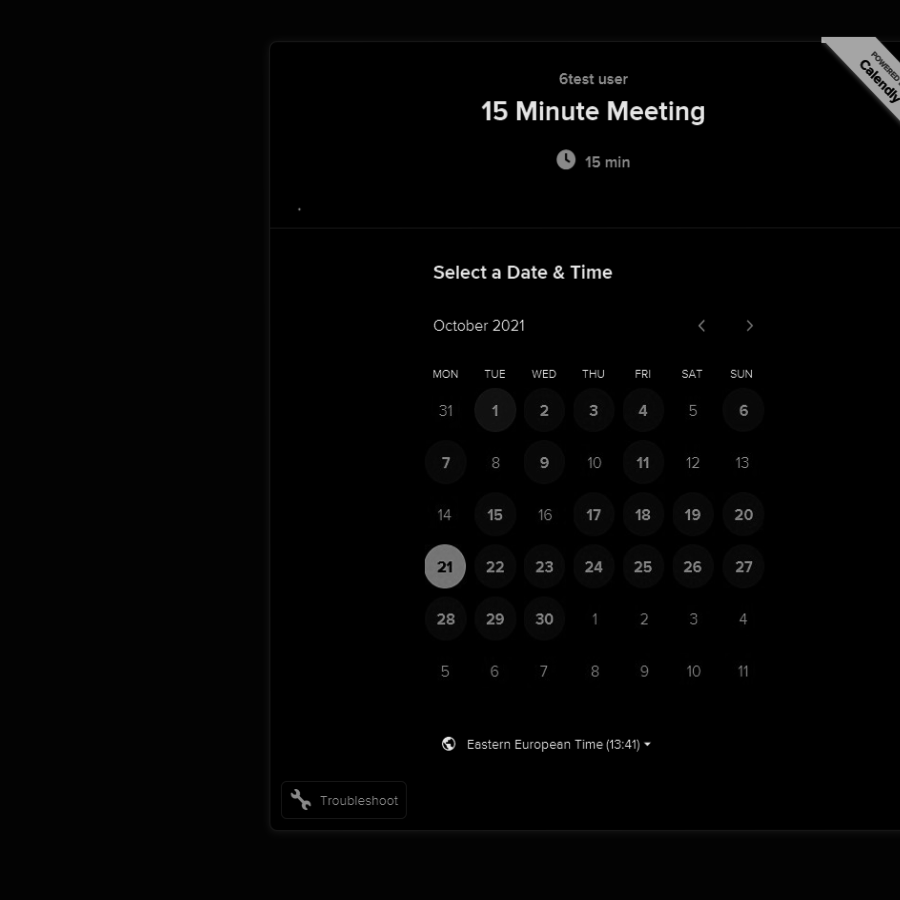 POWERED
Calendly
6test user
15 Minute Meeting
15 min
.
Select a Date & Time
October 2021
MON TUE WED THU FRI SAT SUN
31 1 2 3 4 5 6
7 8 9 10 11 12 13
14 15 16 17 18 19 20
21 22 23 24 25 26 27
28 29 30 1 2 3 4
5 6 7 8 9 10 11
Eastern European Time (13:41)
Troubleshoot